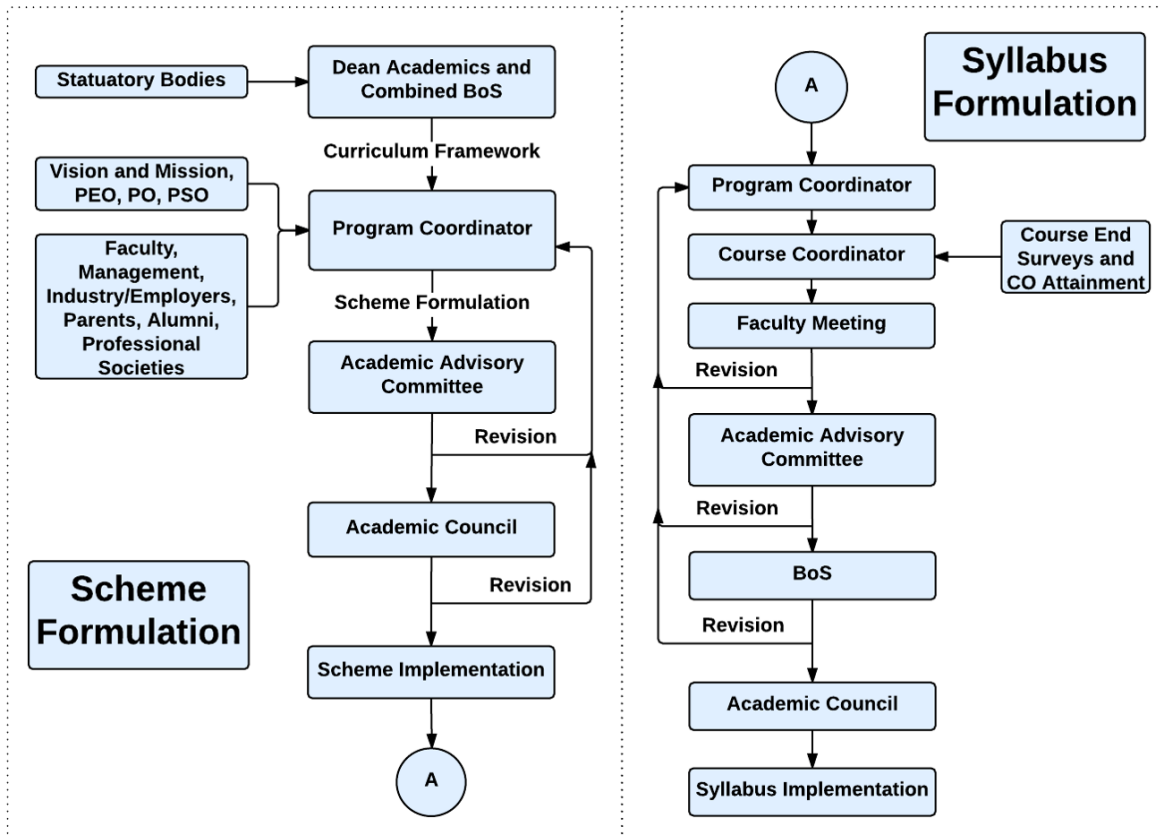 Statuatory Bodies
Dean Academics and
Combined BoS
Curriculum Framework
Vision and Mission,
PEO, PO, PSO
Program Coordinator
Faculty,
Management,
Industry/Employers,
Parents, Alumni,
Professional
Societies
Scheme Formulation
Academic Advisory
Committee
Revision
Academic Council
Revision
Scheme
Formulation
Scheme Implementation
A
Syllabus
Formulation
A
Program Coordinator
Course Coordinator
Course End
Surveys and
CO Attainment
Faculty Meeting
Revision
Academic Advisory
Committee
Revision
BoS
Revision
Academic Council
Syllabus Implementation